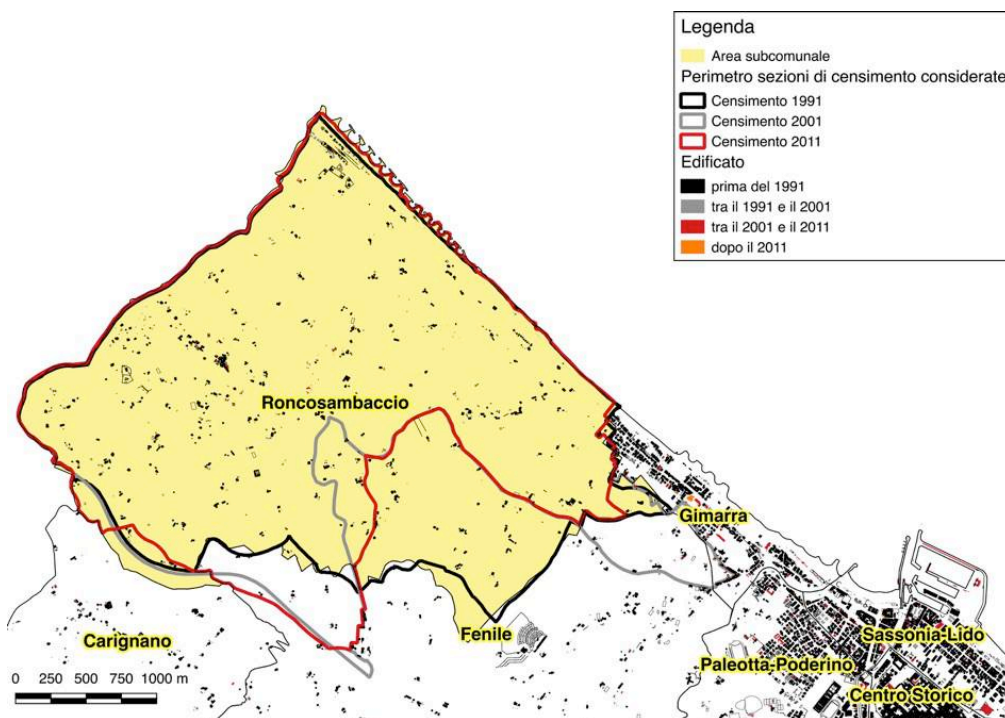 Legenda
Area subcomunale
Perimetro sezioni di censimento considerate
Censimento 1991
Censimento 2001
Censimento 2011
Edificato
prima del 1991
tra il 1991 e il 2001
tra il 2001 e il 2011
dopo il 2011
Roncosambaccio
Gimarra
Carignano
Fenile
Sassonia-Lido
Paleotta-Poderino
Centro Storico
0 250 500 750 1000 m